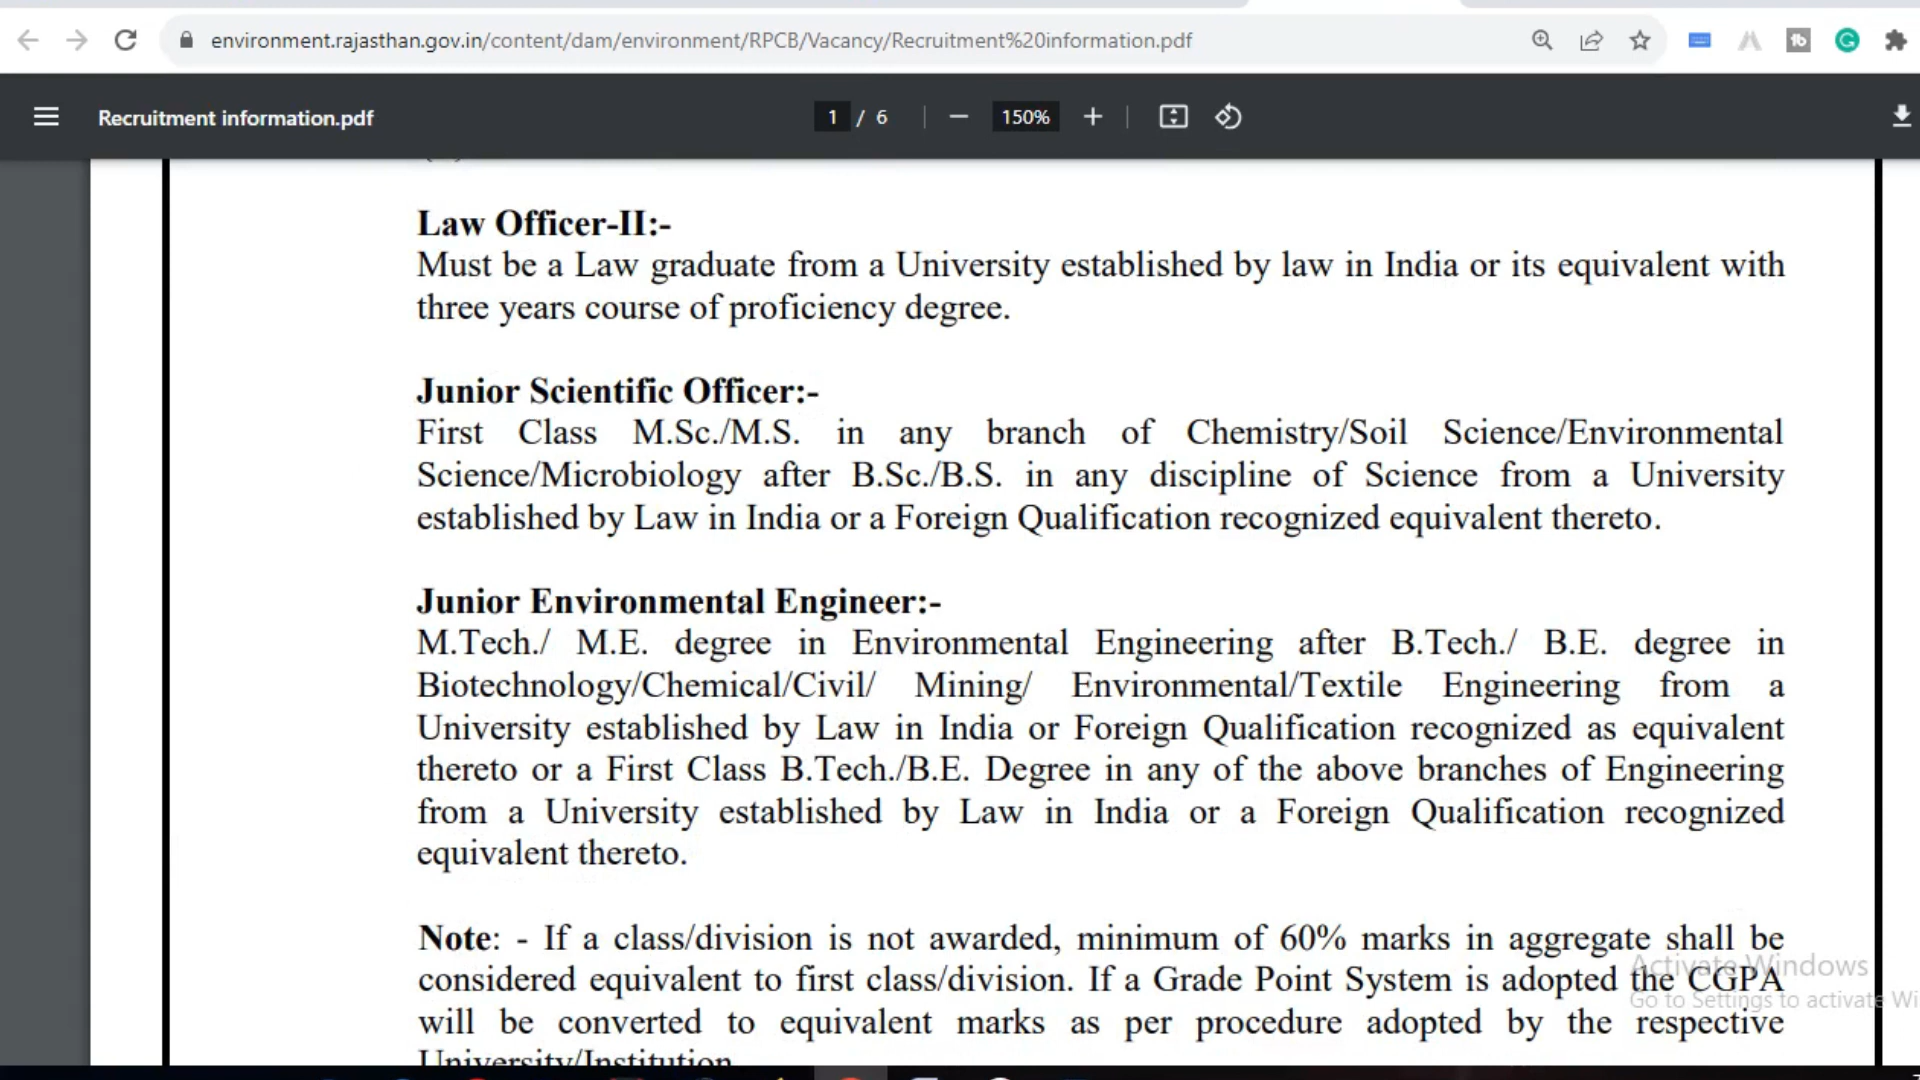 environment.rajasthan.gov.in/content/dam/environment/RPCB/Vacancy/Recruitment%20information.pdf
Recruitment information.pdf
1 / 6
150%
Law Officer-II:-
Must be a Law graduate from a University established by law in India or its equivalent with
three years course of proficiency degree.
Junior Scientific Officer:-
First Class M.Sc./M.S. in any branch of Chemistry/Soil Science/Environmental
Science/Microbiology after B.Sc./B.S. in any discipline of Science from a University
established by Law in India or a Foreign Qualification recognized equivalent thereto.
Junior Environmental Engineer:-
M.Tech./ M.E. degree in Environmental Engineering after B.Tech./ B.E. degree in
Biotechnology/Chemical/Civil/ Mining/ Environmental/Textile Engineering from a
University established by Law in India or Foreign Qualification recognized as equivalent
thereto or a First Class B.Tech./B.E. Degree in any of the above branches of Engineering
from a University established by Law in India or a Foreign Qualification recognized
equivalent thereto.
Note: - If a class/division is not awarded, minimum of 60% marks in aggregate shall be
considered equivalent to first class/division. If a Grade Point System is adopted the CGPA
will be converted to equivalent marks as per procedure adopted by the respective
University/Institution
Activate Windows
Go to Settings to activate Wi